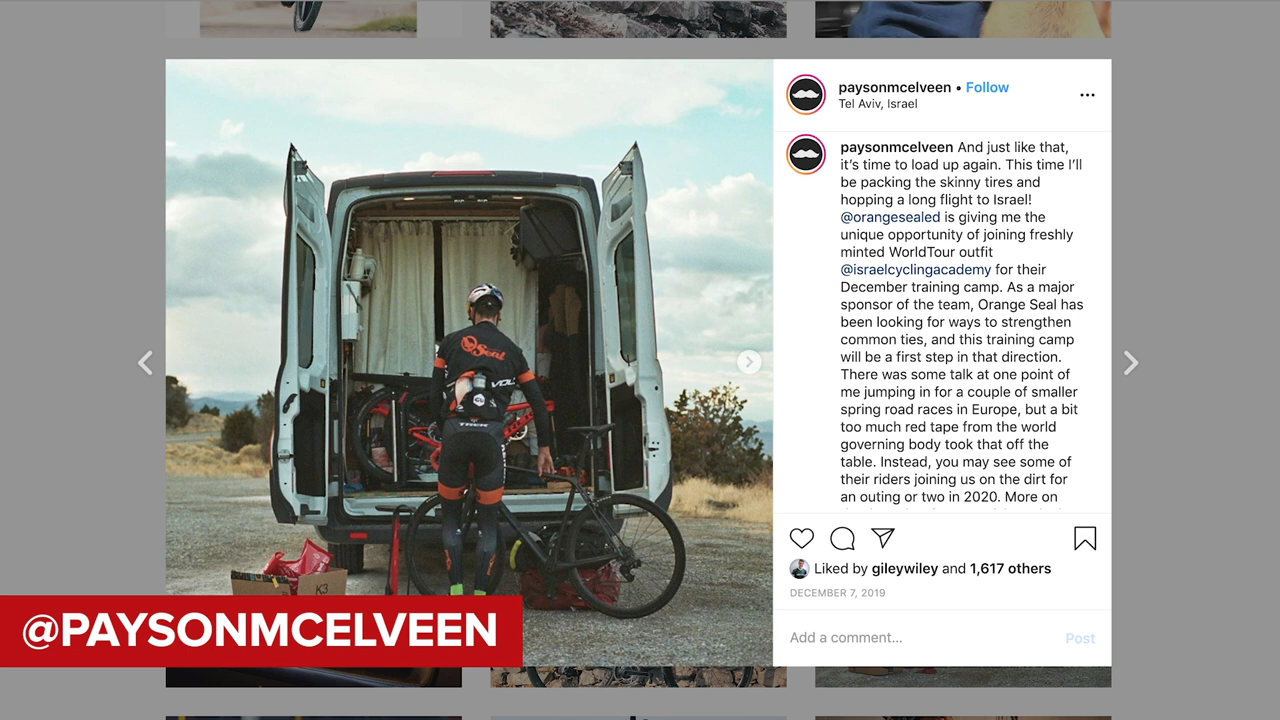 paysonmcelveen • Follow
Tel Aviv, Israel
paysonmcelveen And just like that,
it’s time to load up again. This time I’ll
be packing the skinny tires and
hopping a long flight to Israel!
@orangesealed is giving me the
unique opportunity of joining freshly
minted WorldTour outfit
@israelcyclingacademy for their
December training camp. As a major
sponsor of the team, Orange Seal has
been looking for ways to strengthen
common ties, and this training camp
will be a first step in that direction.
There was some talk at one point of
me jumping in for a couple of smaller
spring road races in Europe, but a bit
too much red tape from the world
governing body took that off the
table. Instead, you may see some of
their riders joining us on the dirt for
an outing or two in 2020. More on
Seal
VOL
GU
TREK
K3
Liked by gileywiley and 1,617 others
DECEMBER 7, 2019
Add a comment...
Post
@PAYSONMCELVEEN